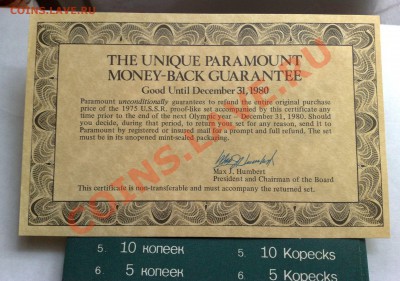 THE UNIQUE PARAMOUNT
MONEY-BACK GUARANTEE
Good Until December 31, 1980
Paramount unconditionally guarantees to refund the entire original purchase
price of the 1975 U.S.S.R. proof-like set accompanied by this certificate any
time prior to the end of the next Olympic year – December 31, 1980. Should
you decide, during that period, to return your set for any reason, send it to
Paramount by registered or insured mail for a prompt and full refund. The set
must be in its unopened mint-sealed packaging.
Max J. Humbert
Max J. Humbert
President and Chairman of the Board
This certificate is non-transferable and must accompany the returned set.
5. 10 копеек 5. 10 Kopecks
6. 5 копеек 6. 5 Kopecks
COINS.LAVE.RU
COINS.LAVE.RU